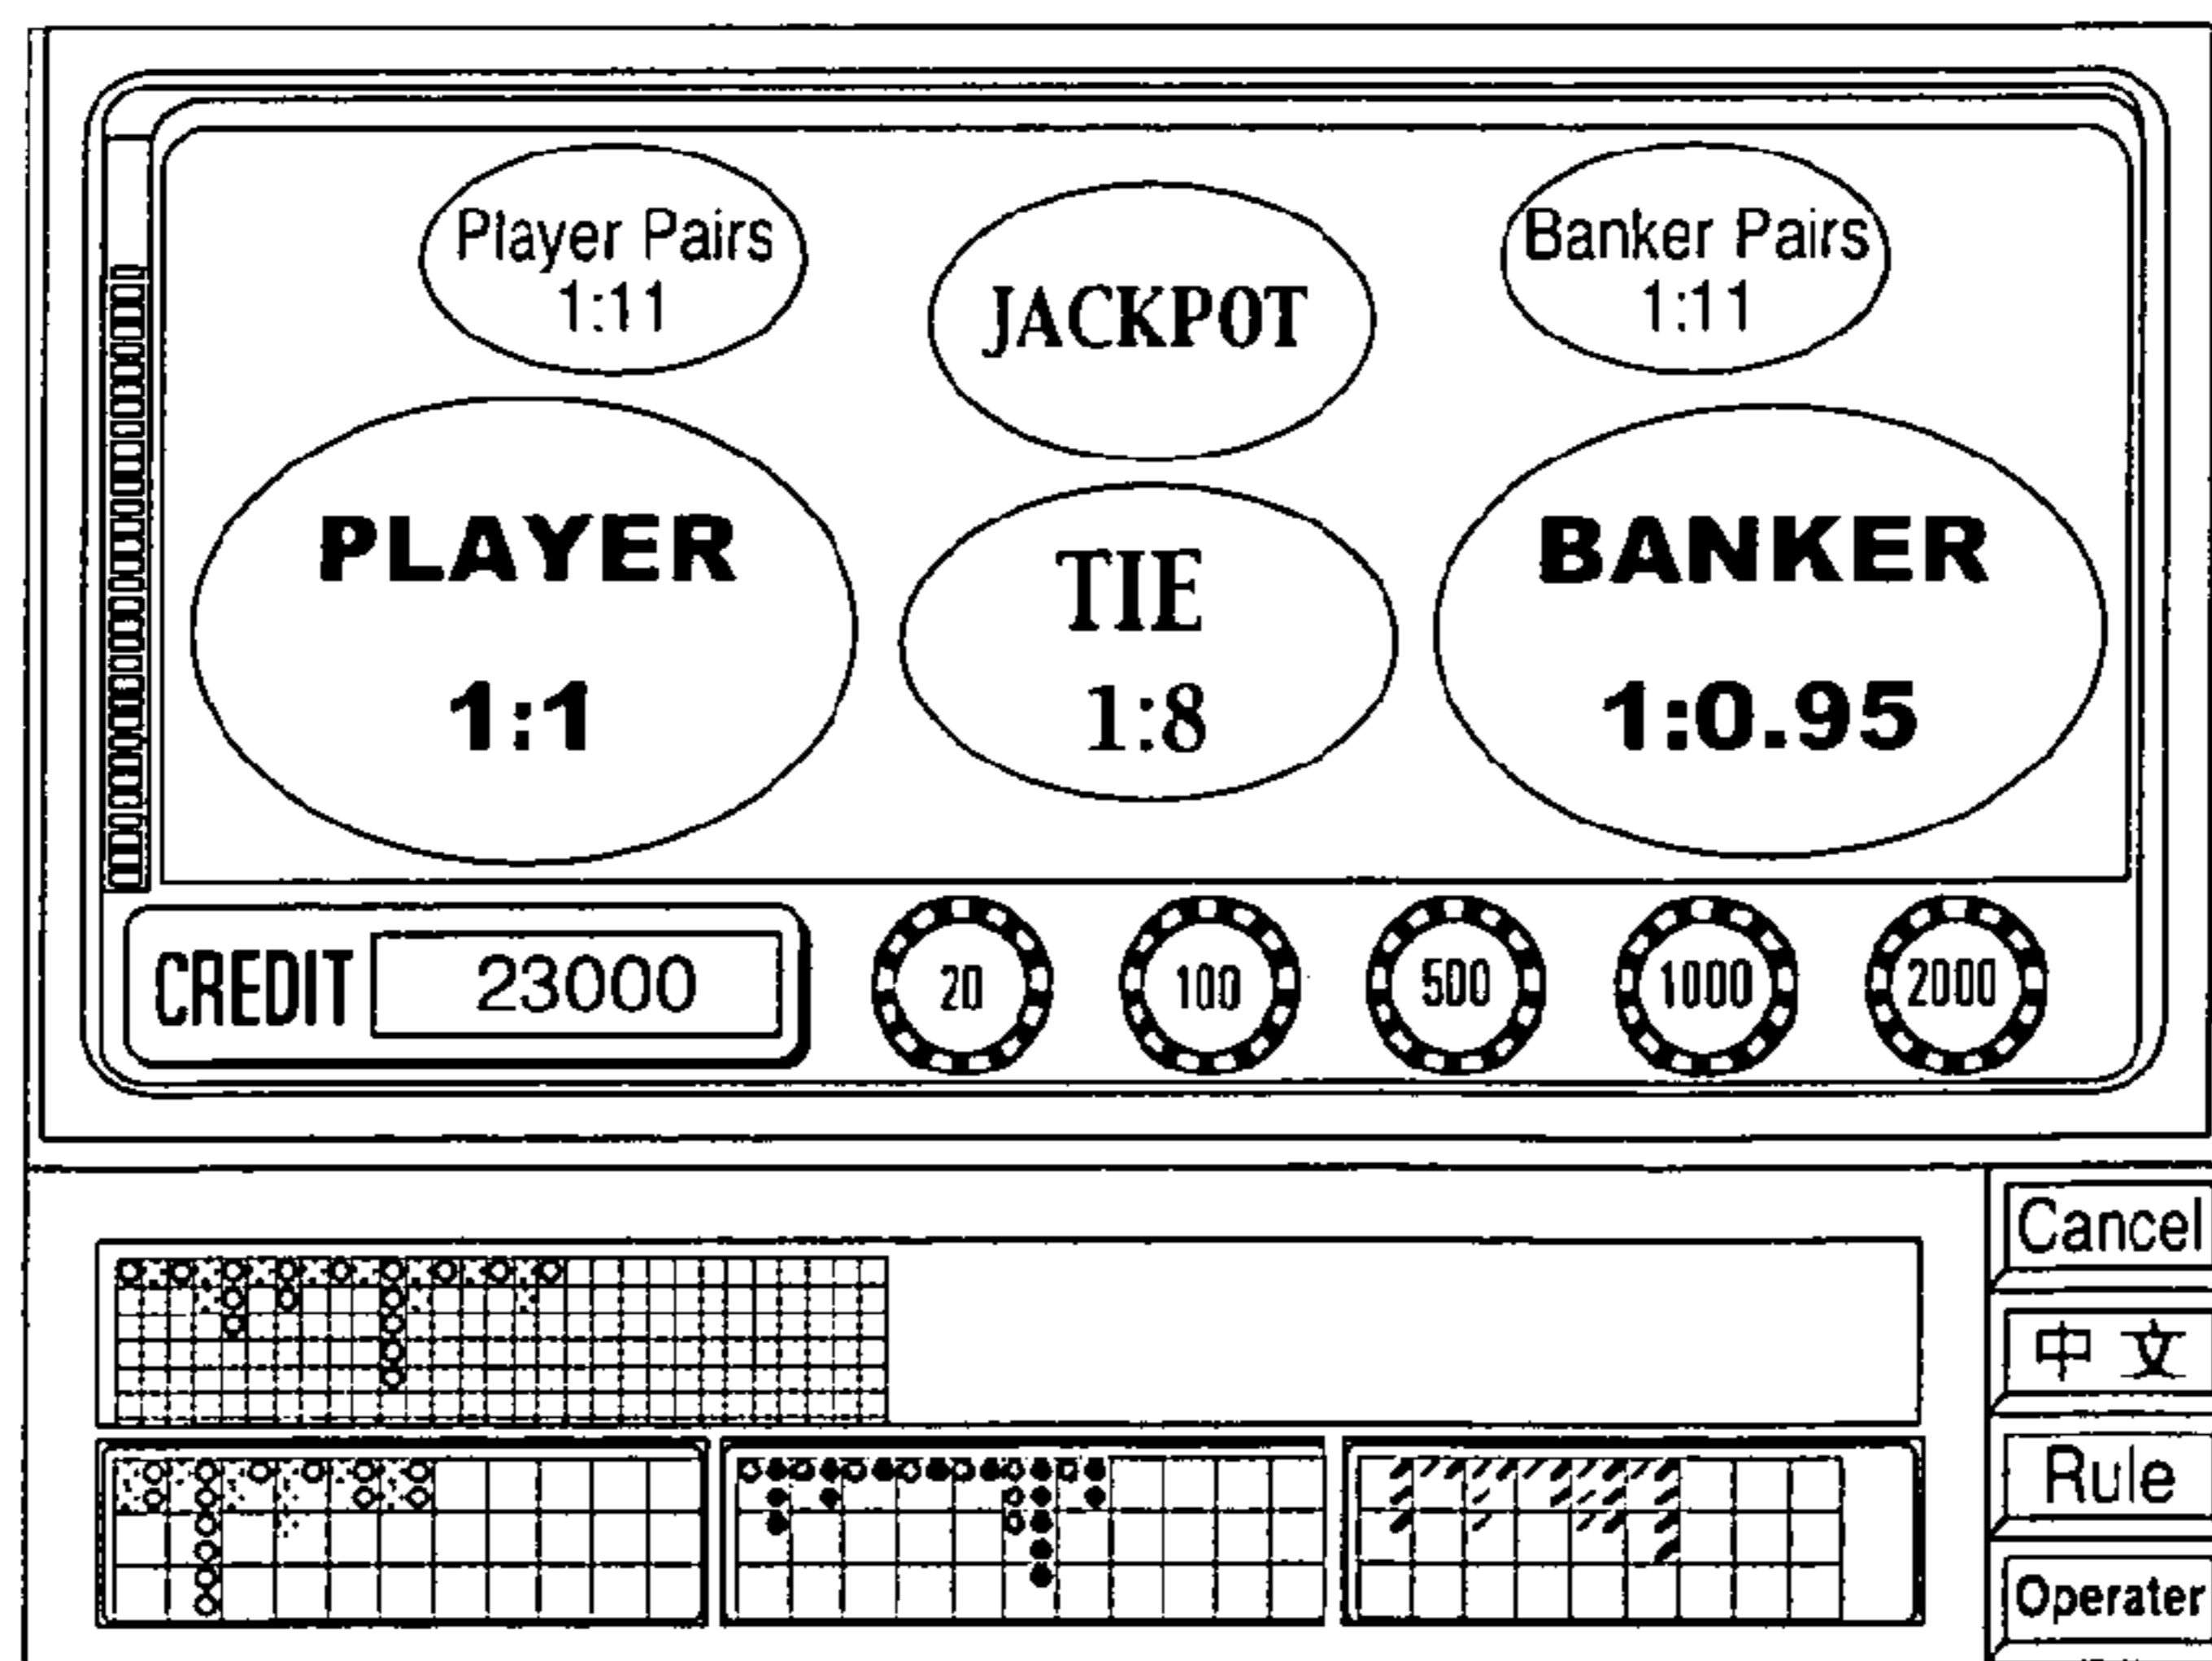 Player Pairs
1:11
JACKPOT
Banker Pairs
1:11
PLAYER
1:1
TIE
1:8
BANKER
1:0.95
CREDIT 23000
20
100
500
1000
2000
Cancel
中文
Rule
Operater